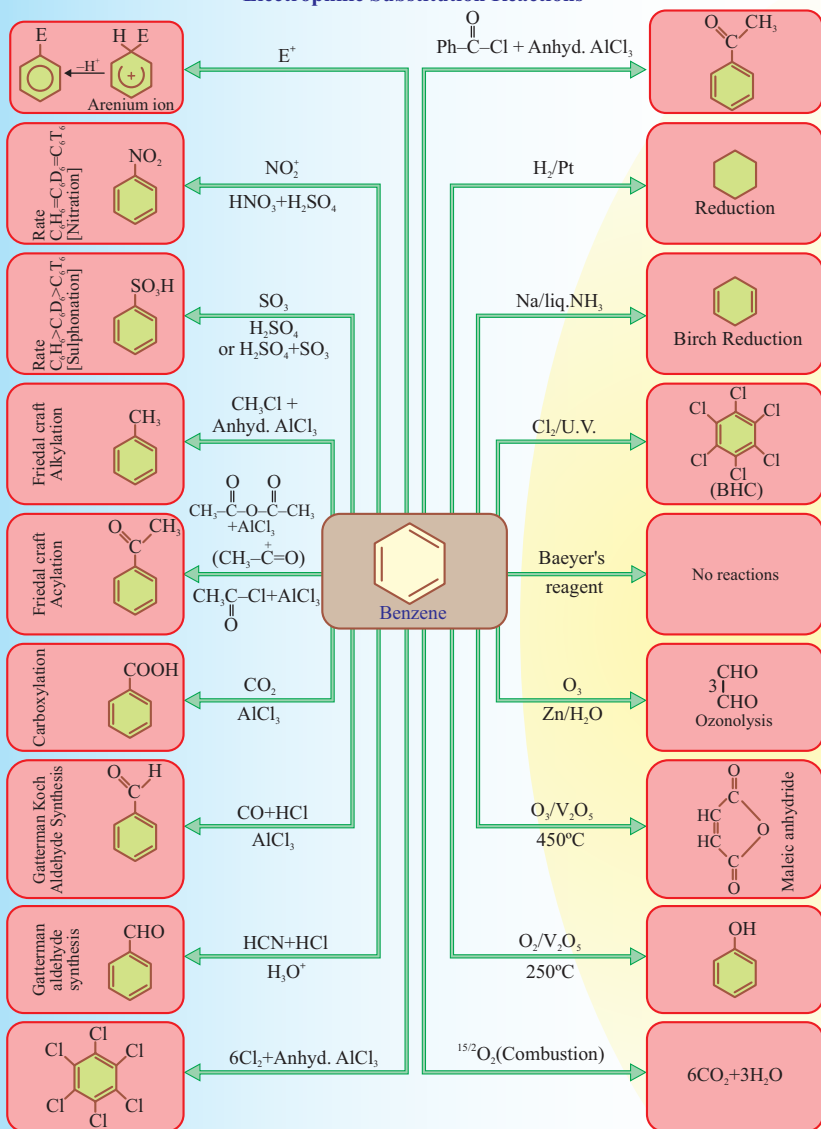 Electrophilic Substitution Reactions
E
H E
–H⁺
(+)
Arenium ion
E⁺
Rate
C₆H₆=C₆D₆=C₆T₆
[Nitration]
NO₂
NO₂⁺
HNO₃+H₂SO₄
Rate
C₆H₆>C₆D₆>C₆T₆
[Sulphonation]
SO₃H
SO₃
H₂SO₄
or H₂SO₄+SO₃
Friedal craft
Alkylation
CH₃
CH₃Cl +
Anhyd. AlCl₃
Friedal craft
Acylation
O CH₃
C
O O
CH₃–C–O–C–CH₃
+AlCl₃
+
(CH₃–C=O)
CH₃C–Cl+AlCl₃
O
Carboxylation
COOH
CO₂
AlCl₃
Gatterman Koch
Aldehyde Synthesis
O H
C
CO+HCl
AlCl₃
Gatterman
aldehyde
synthesis
CHO
HCN+HCl
H₃O⁺
Cl Cl
Cl Cl
Cl Cl
6Cl₂+Anhyd. AlCl₃
Benzene
O
Ph–C–Cl + Anhyd. AlCl₃
O CH₃
C
H₂/Pt
Reduction
Na/liq.NH₃
Birch Reduction
Cl₂/U.V.
Cl Cl
Cl Cl
Cl Cl
(BHC)
Baeyer's
reagent
No reactions
O₃
Zn/H₂O
CHO
3
CHO
Ozonolysis
O₃/V₂O₅
450ºC
O
C
HC
O
HC
C
O
Maleic anhydride
O₂/V₂O₅
250ºC
OH
¹⁵/²O₂(Combustion)
6CO₂+3H₂O